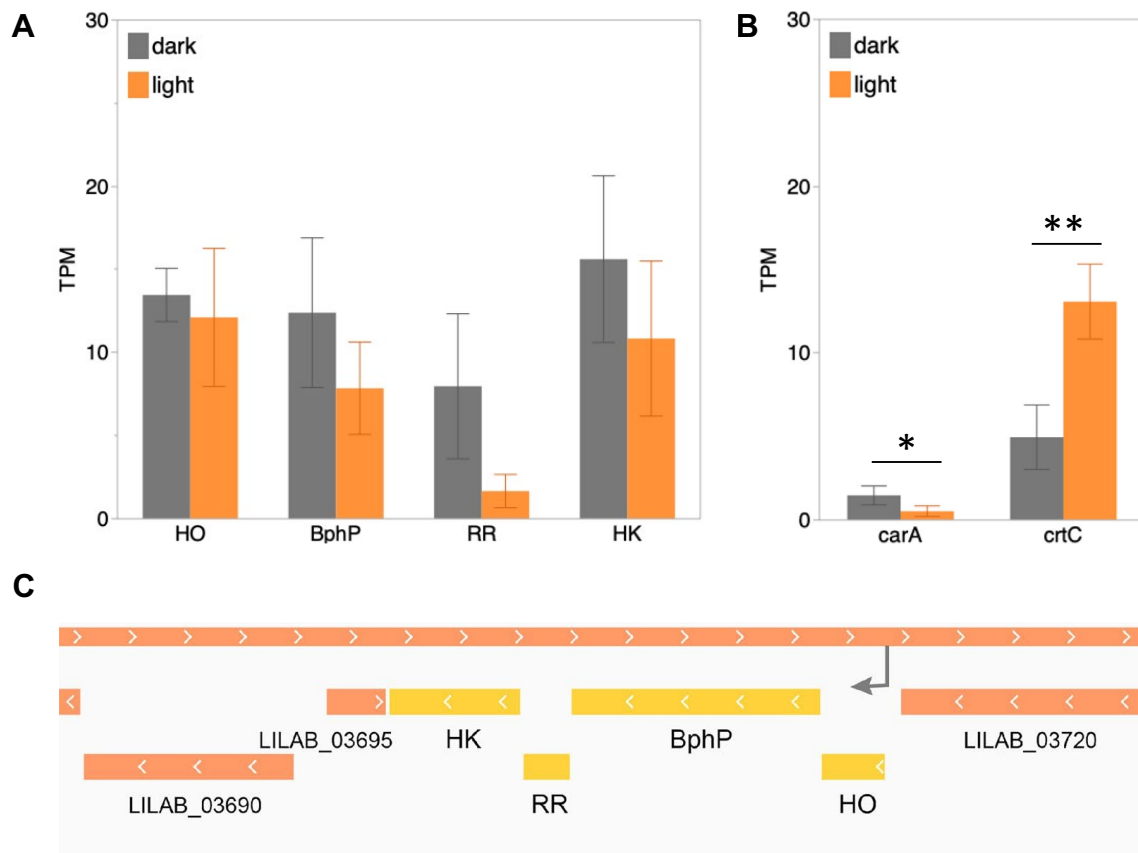 A
30
20
10
0
TPM
dark
light
HO
BphP
RR
HK
B
30
20
10
0
TPM
dark
light
*
**
carA
crtC
C
LILAB_03695
HK
BphP
LILAB_03720
LILAB_03690
RR
HO